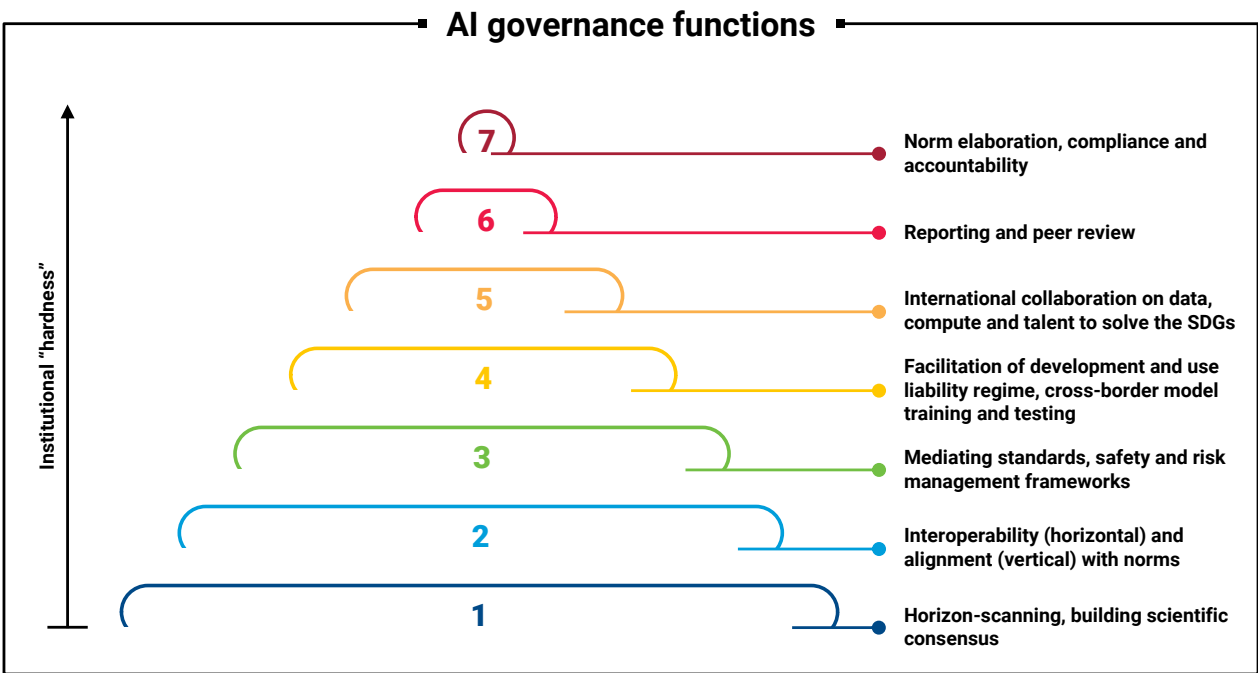 AI governance functions
Institutional “hardness”
7
Norm elaboration, compliance and
accountability
6
Reporting and peer review
5
International collaboration on data,
compute and talent to solve the SDGs
4
Facilitation of development and use
liability regime, cross-border model
training and testing
3
Mediating standards, safety and risk
management frameworks
2
Interoperability (horizontal) and
alignment (vertical) with norms
1
Horizon-scanning, building scientific
consensus